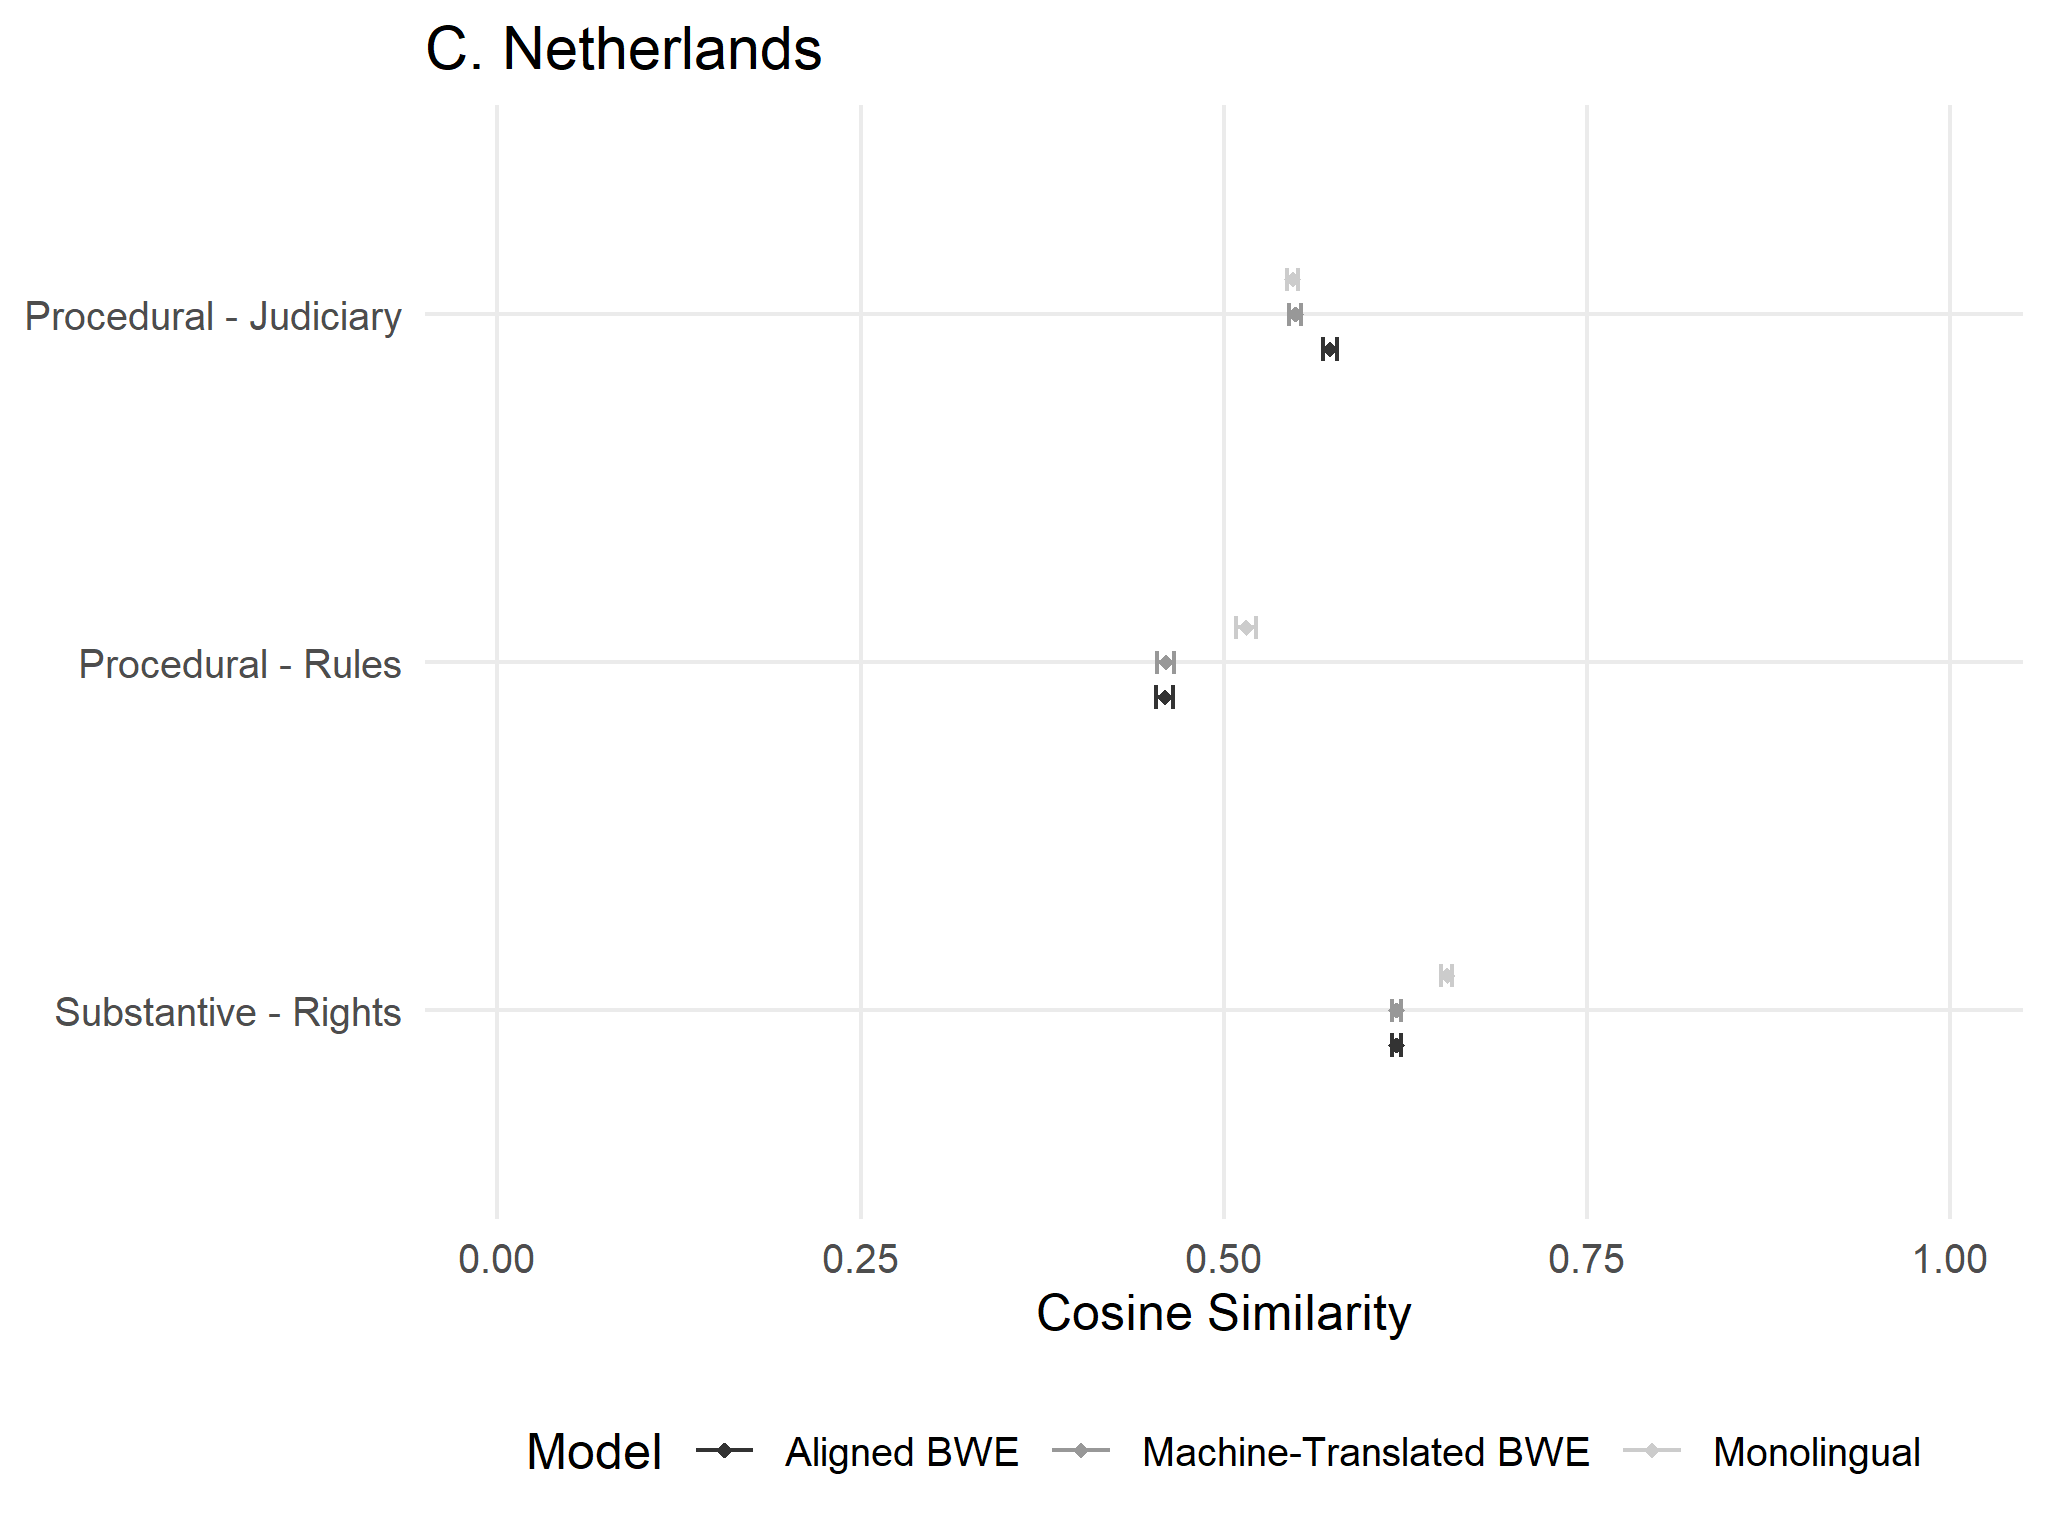 C. Netherlands
Procedural - Judiciary
Procedural - Rules
Substantive - Rights
0.00 0.25 0.50 0.75 1.00
Cosine Similarity
Model Aligned BWE Machine-Translated BWE Monolingual